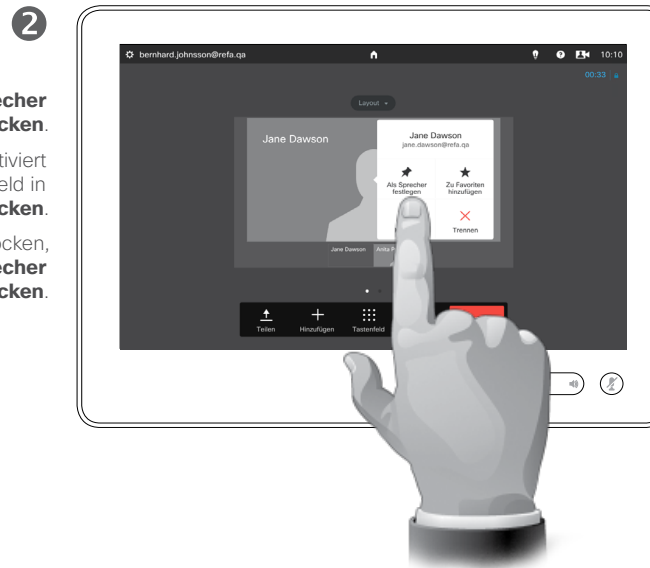 2
echer
cken.
tiviert
eld in
cken.
ocken,
echer
cken.
bernhard.johnsson@refa.qa
10:10
00:33
Layout
Jane Dawson
Jane Dawson
jane.dawson@refa.qa
Als Sprecher festlegen
Zu Favoriten hinzufügen
Trennen
Jane Dawson
Anita P
Teilen
Hinzufügen
Tastenfeld